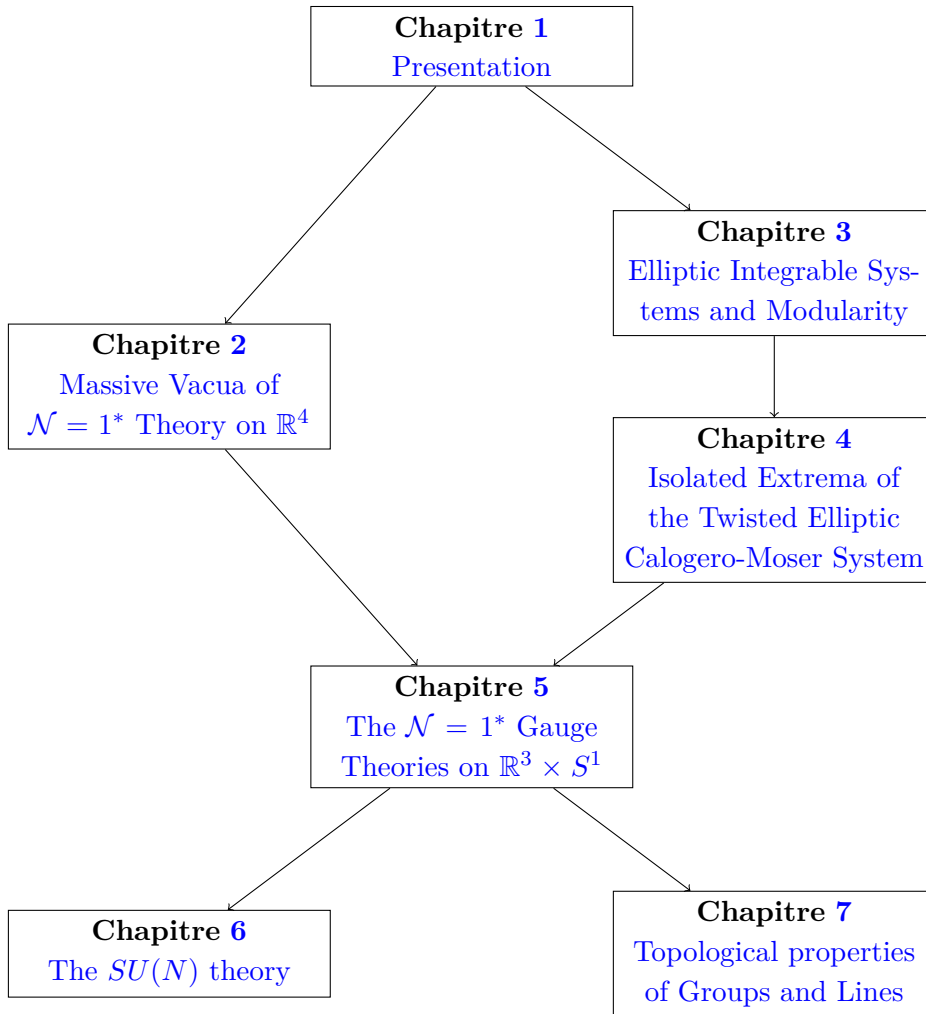 Chapitre 1
Presentation
Chapitre 3
Elliptic Integrable Sys-
tems and Modularity
Chapitre 2
Massive Vacua of
𝒩 = 1* Theory on ℝ⁴
Chapitre 4
Isolated Extrema of
the Twisted Elliptic
Calogero-Moser System
Chapitre 5
The 𝒩 = 1* Gauge
Theories on ℝ³ × S¹
Chapitre 6
The SU(N) theory
Chapitre 7
Topological properties
of Groups and Lines